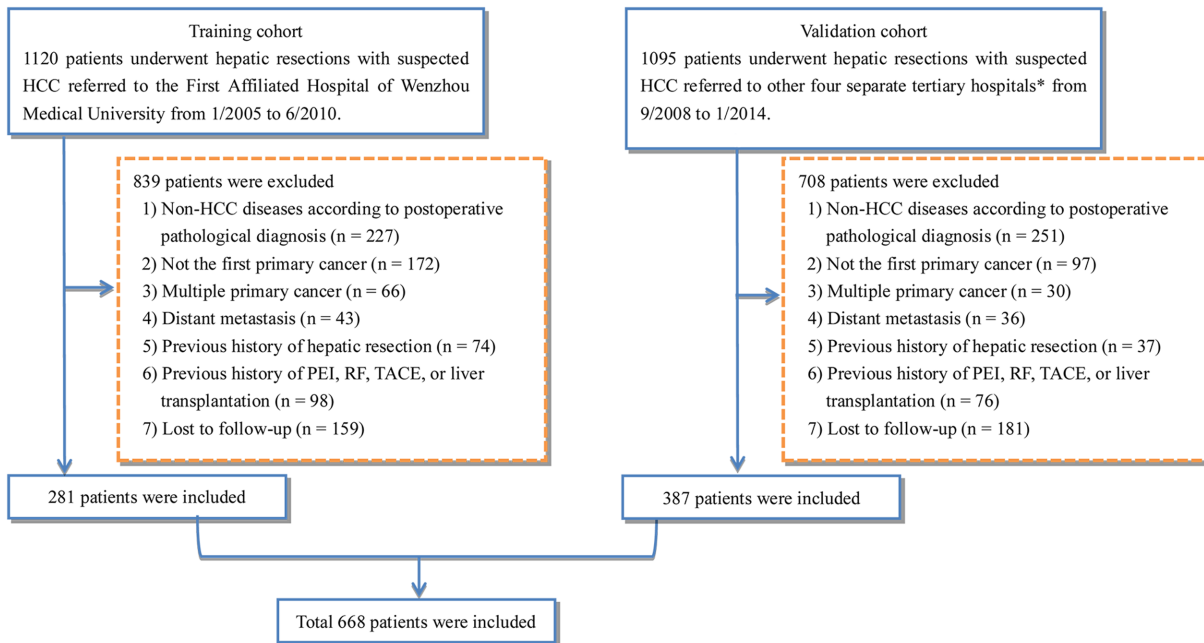 Training cohort
1120 patients underwent hepatic resections with suspected
HCC referred to the First Affiliated Hospital of Wenzhou
Medical University from 1/2005 to 6/2010.
Validation cohort
1095 patients underwent hepatic resections with suspected
HCC referred to other four separate tertiary hospitals* from
9/2008 to 1/2014.
839 patients were excluded
1) Non-HCC diseases according to postoperative
pathological diagnosis (n = 227)
2) Not the first primary cancer (n = 172)
3) Multiple primary cancer (n = 66)
4) Distant metastasis (n = 43)
5) Previous history of hepatic resection (n = 74)
6) Previous history of PEI, RF, TACE, or liver
transplantation (n = 98)
7) Lost to follow-up (n = 159)
708 patients were excluded
1) Non-HCC diseases according to postoperative
pathological diagnosis (n = 251)
2) Not the first primary cancer (n = 97)
3) Multiple primary cancer (n = 30)
4) Distant metastasis (n = 36)
5) Previous history of hepatic resection (n = 37)
6) Previous history of PEI, RF, TACE, or liver
transplantation (n = 76)
7) Lost to follow-up (n = 181)
281 patients were included
387 patients were included
Total 668 patients were included